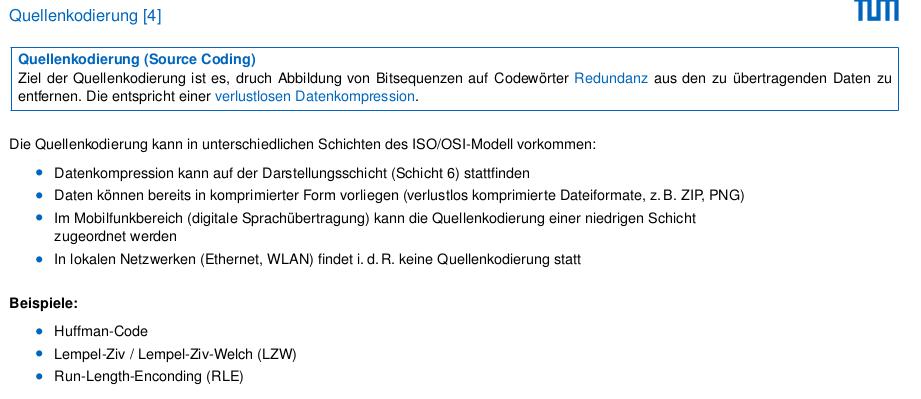 Quellenkodierung [4]
TUM
Quellenkodierung (Source Coding)
Ziel der Quellenkodierung ist es, druch Abbildung von Bitsequenzen auf Codewörter Redundanz aus den zu übertragenden Daten zu
entfernen. Die entspricht einer verlustlosen Datenkompression.
Die Quellenkodierung kann in unterschiedlichen Schichten des ISO/OSI-Modell vorkommen:
• Datenkompression kann auf der Darstellungsschicht (Schicht 6) stattfinden
• Daten können bereits in komprimierter Form vorliegen (verlustlos komprimierte Dateiformate, z. B. ZIP, PNG)
• Im Mobilfunkbereich (digitale Sprachübertragung) kann die Quellenkodierung einer niedrigen Schicht
zugeordnet werden
• In lokalen Netzwerken (Ethernet, WLAN) findet i. d. R. keine Quellenkodierung statt
Beispiele:
• Huffman-Code
• Lempel-Ziv / Lempel-Ziv-Welch (LZW)
• Run-Length-Enconding (RLE)